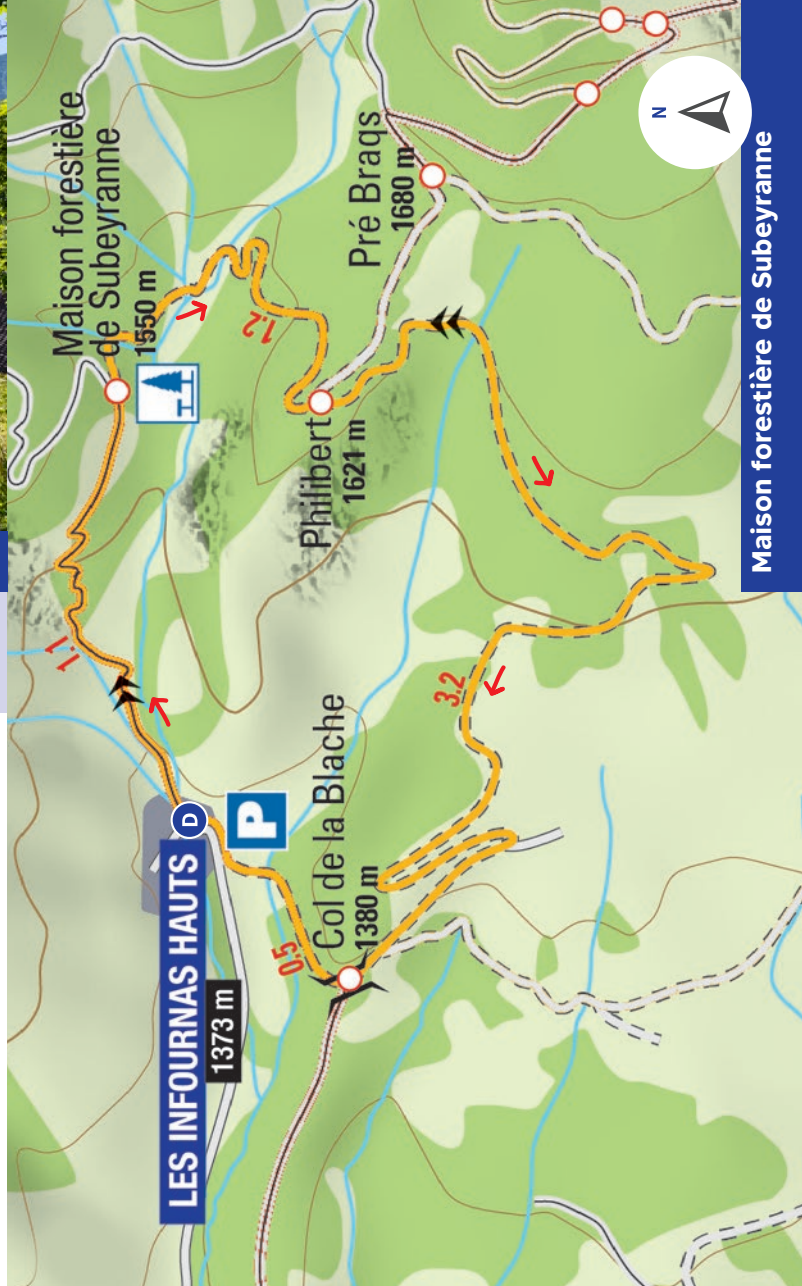 Maison forestière
de Subeyranne
1550 m
1.1
1.2
Philibert
1621 m
Pré Braqs
1680 m
LES INFOURNAS HAUTS
1373 m
D
P
0.5
Col de la Blache
1380 m
3.2
N
Maison forestière de Subeyranne